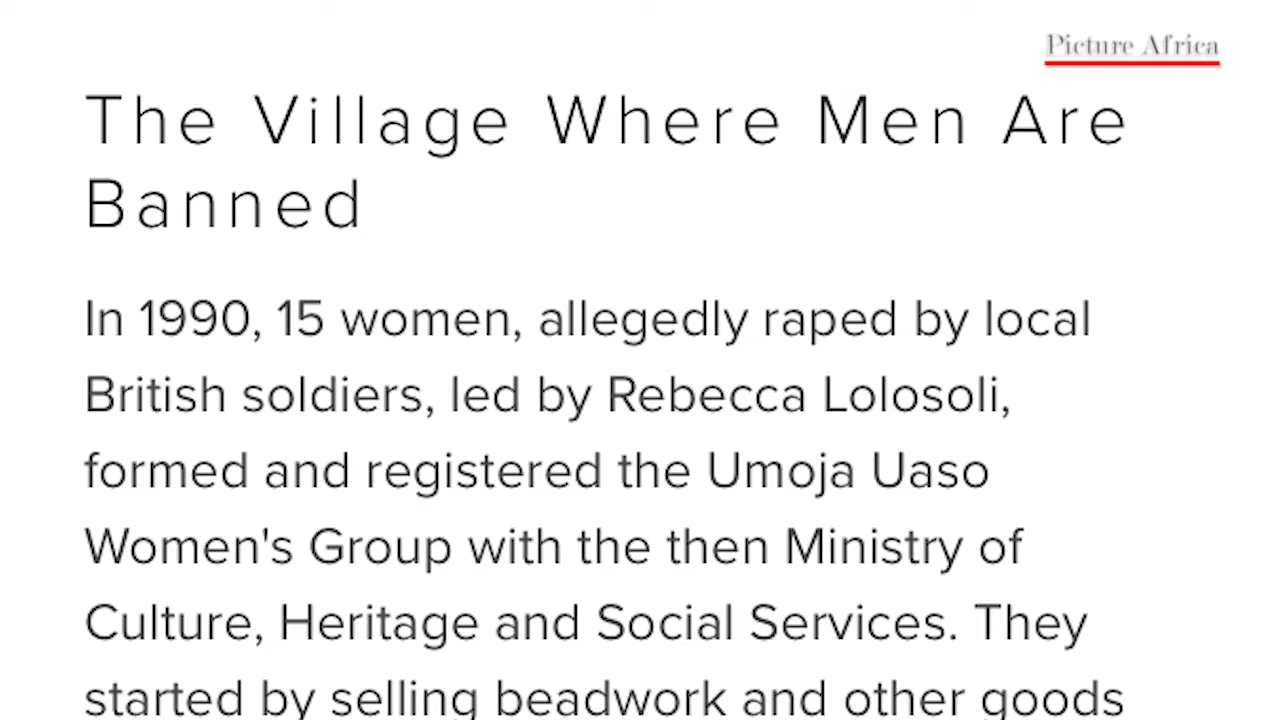 Picture Africa
The Village Where Men Are
Banned
In 1990, 15 women, allegedly raped by local
British soldiers, led by Rebecca Lolosoli,
formed and registered the Umoja Uaso
Women's Group with the then Ministry of
Culture, Heritage and Social Services. They
started by selling beadwork and other goods